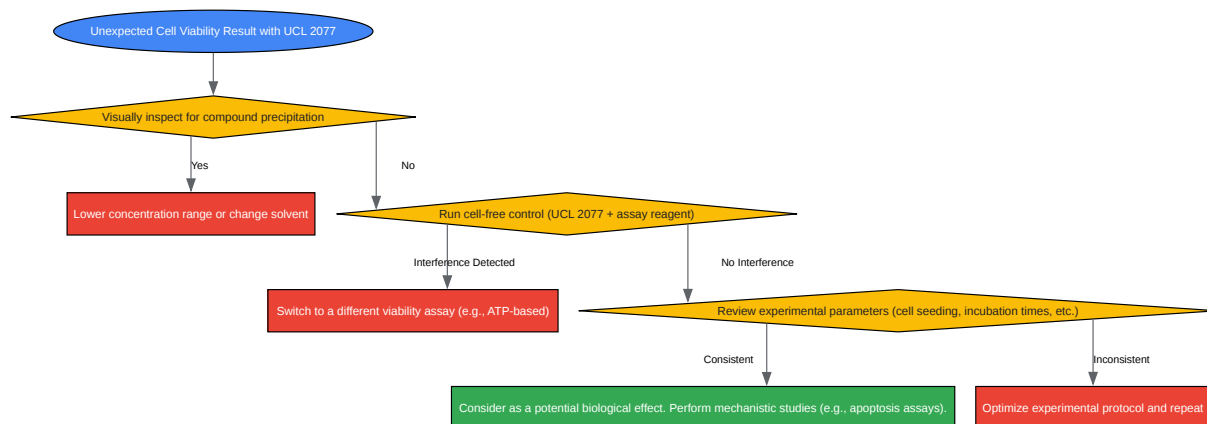 Unexpected Cell Viability Result with UCL 2077
Visually inspect for compound precipitation
Yes
No
Lower concentration range or change solvent
Run cell-free control (UCL 2077 + assay reagent)
Interference Detected
No Interference
Switch to a different viability assay (e.g., ATP-based)
Review experimental parameters (cell seeding, incubation times, etc.)
Consistent
Inconsistent
Consider as a potential biological effect. Perform mechanistic studies (e.g., apoptosis assays).
Optimize experimental protocol and repeat